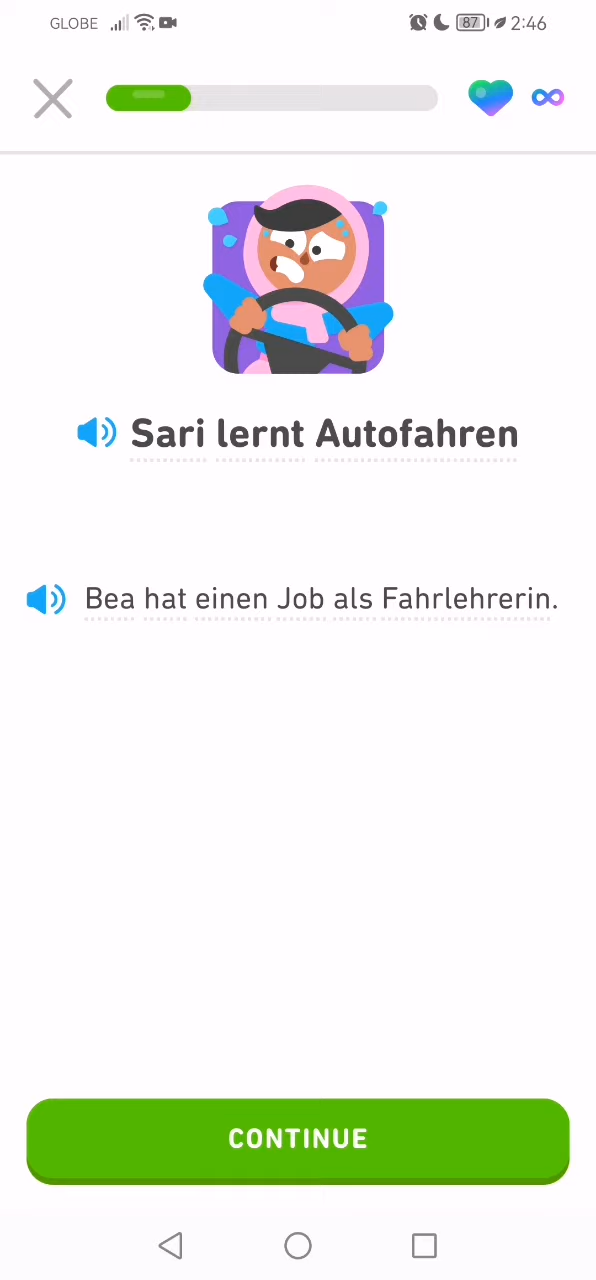 GLOBE 87 2:46
Sari lernt Autofahren
Bea hat einen Job als Fahrlehrerin.
CONTINUE